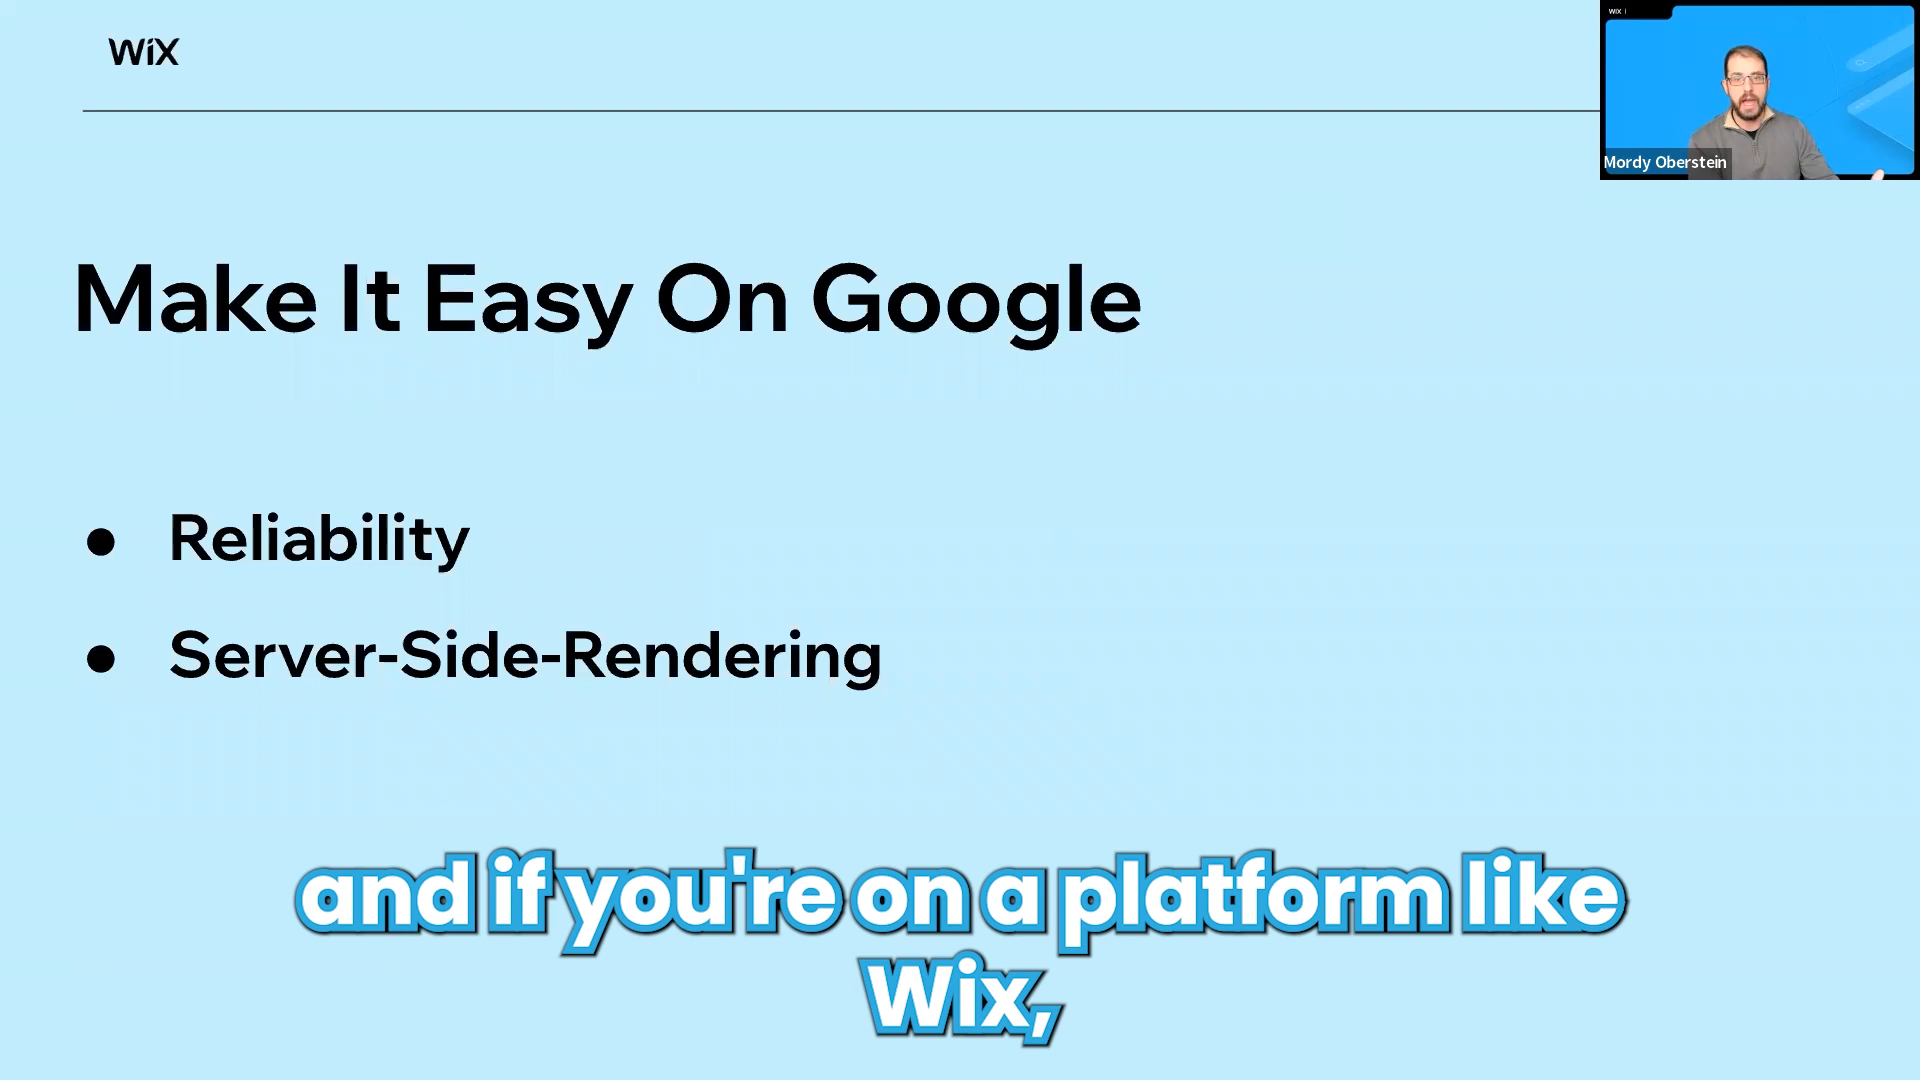 WiX
WiX
Mordy Oberstein
Make It Easy On Google
● Reliability
● Server-Side-Rendering
and if you're on a platform like
Wix,